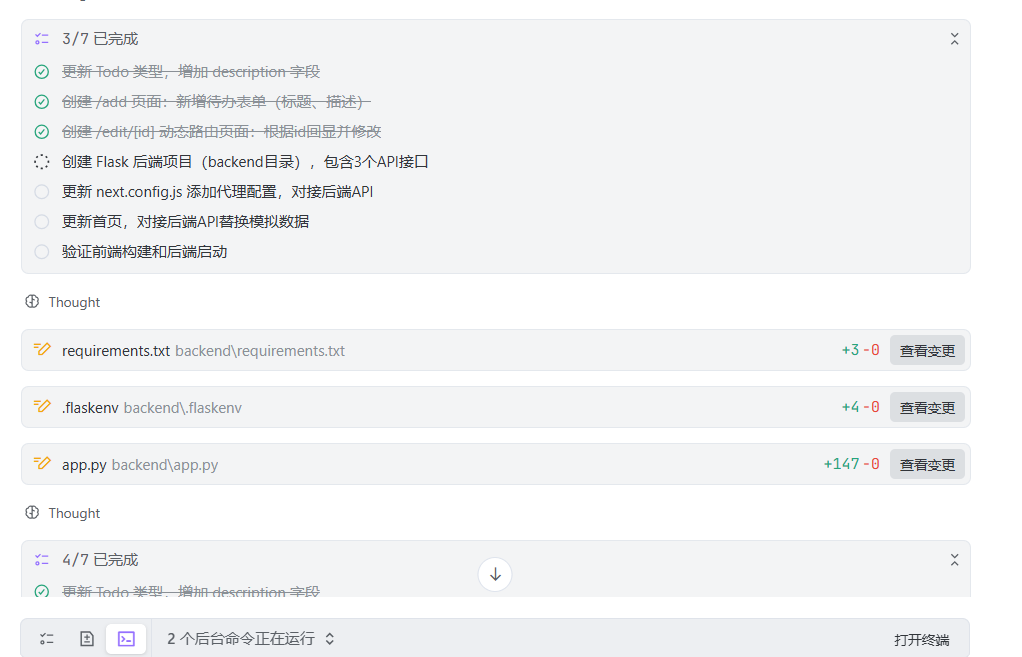 3/7 已完成
更新 Todo 类型，增加 description 字段
创建 /add 页面：新增待办表单（标题、描述）
创建 /edit/[id] 动态路由页面：根据id回显并修改
创建 Flask 后端项目（backend目录），包含3个API接口
更新 next.config.js 添加代理配置，对接后端API
更新首页，对接后端API替换模拟数据
验证前端构建和后端启动
Thought
requirements.txt backend\requirements.txt +3 -0 查看变更
.flaskenv backend\.flaskenv +4 -0 查看变更
app.py backend\app.py +147 -0 查看变更
Thought
4/7 已完成
更新 Todo 类型，增加 description 字段
2 个后台命令正在运行 打开终端